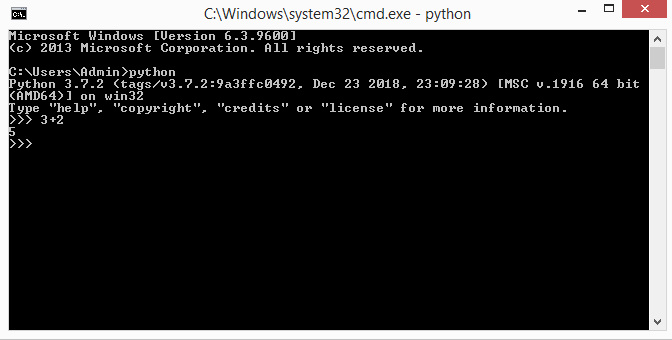 C:\Windows\system32\cmd.exe - python
Microsoft Windows [Version 6.3.9600]
(c) 2013 Microsoft Corporation. All rights reserved.
C:\Users\Admin>python
Python 3.7.2 (tags/v3.7.2:9a3ffc0492, Dec 23 2018, 23:09:28) [MSC v.1916 64 bit
(AMD64)] on win32
Type "help", "copyright", "credits" or "license" for more information.
>>> 3+2
5
>>>